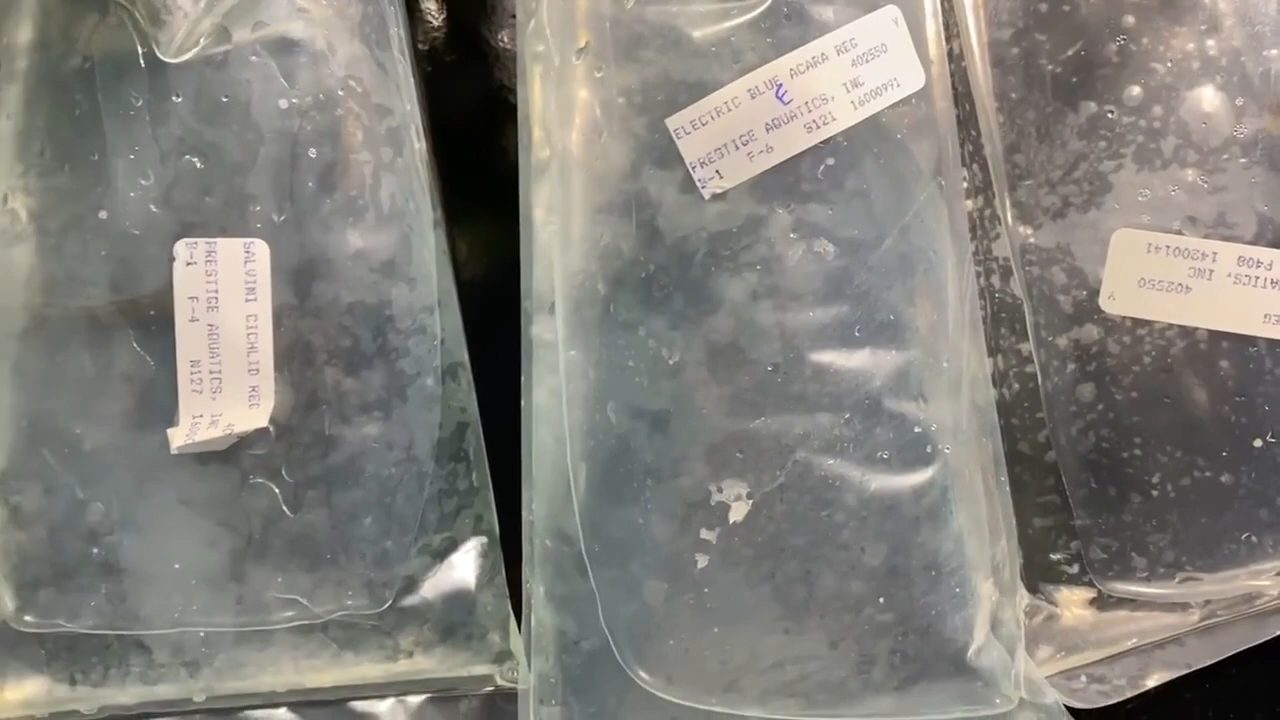 SALVINI CICHLID REG
PRESTIGE AQUATICS, INC
B-1 F-4 N127
ELECTRIC BLUE ACARA REG
E 402550
PRESTIGE AQUATICS, INC
B-1 F-6 S121 16000991
Y
EG
402550
ATICS, INC
P408 14200141
Y